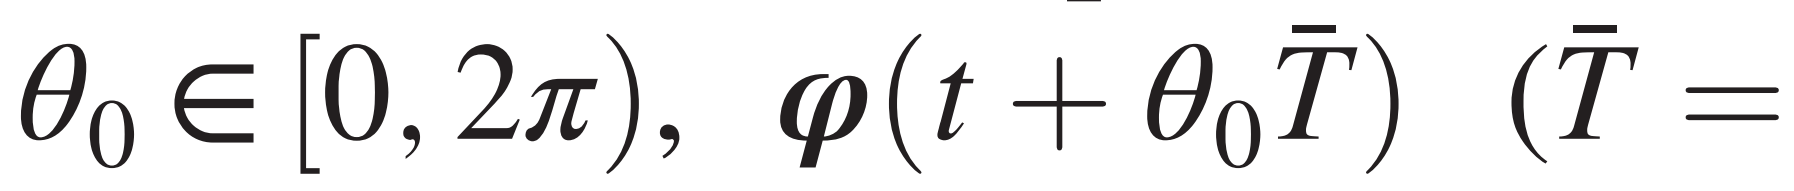 θ₀ ∈ [0, 2π), φ(t + θ₀T̄) (T̄ =